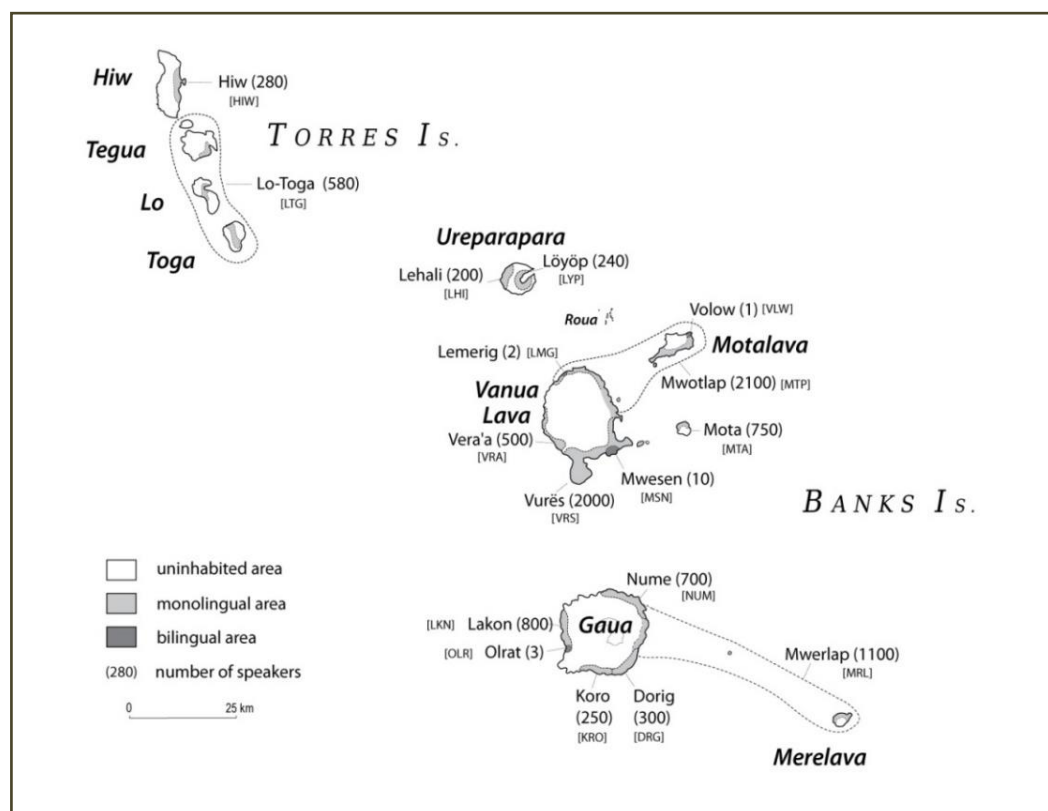 Hiw
Hiw (280)
[HIW]
TORRES IS.
Tegua
Lo-Toga (580)
[LTG]
Lo
Toga
Ureparapara
Löyöp (240)
[LYP]
Lehali (200)
[LHI]
Roua
Volow (1) [VLW]
Motalava
Lemerig (2) [LMG]
Mwotlap (2100) [MTP]
Vanua
Lava
Mota (750)
[MTA]
Vera'a (500)
[VRA]
Mwesen (10)
[MSN]
Vurës (2000)
[VRS]
BANKS IS.
uninhabited area
monolingual area
bilingual area
(280) number of speakers
0 25 km
Nume (700)
[NUM]
[LKN] Lakon (800)
Gaua
[OLR] Olrat (3)
Mwerlap (1100)
[MRL]
Koro
(250)
[KRO]
Dorig
(300)
[DRG]
Merelava